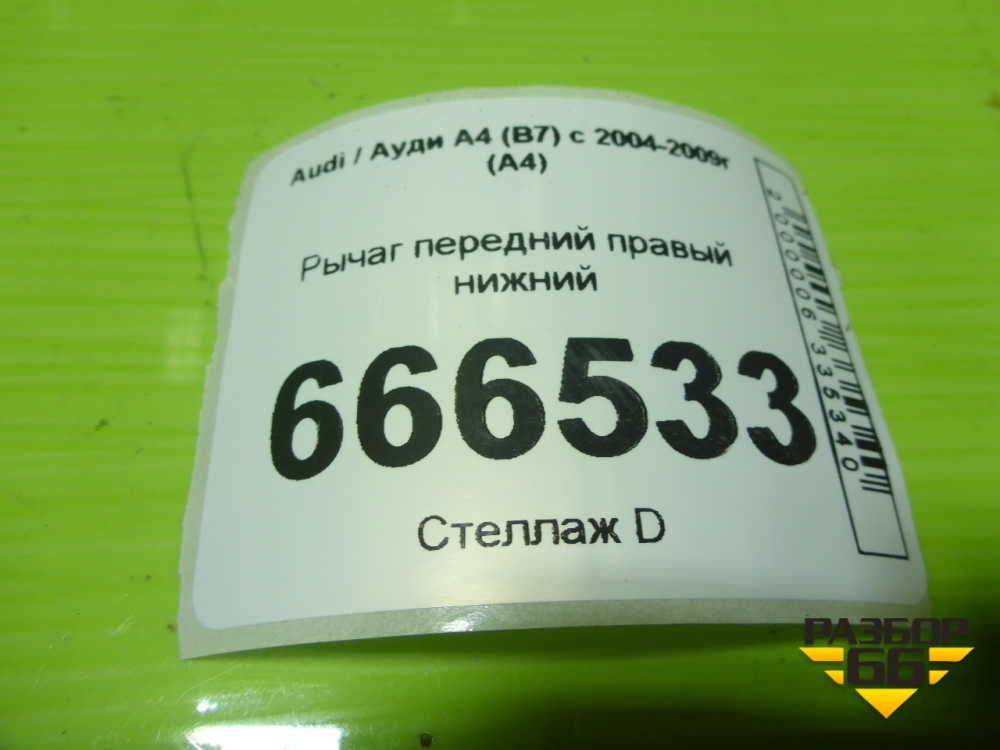 Audi / Ауди А4 (В7) с 2004-2009г
(А4)
Рычаг передний правый
нижний
666533
Стеллаж D
2000006335340
РАЗБОР
66